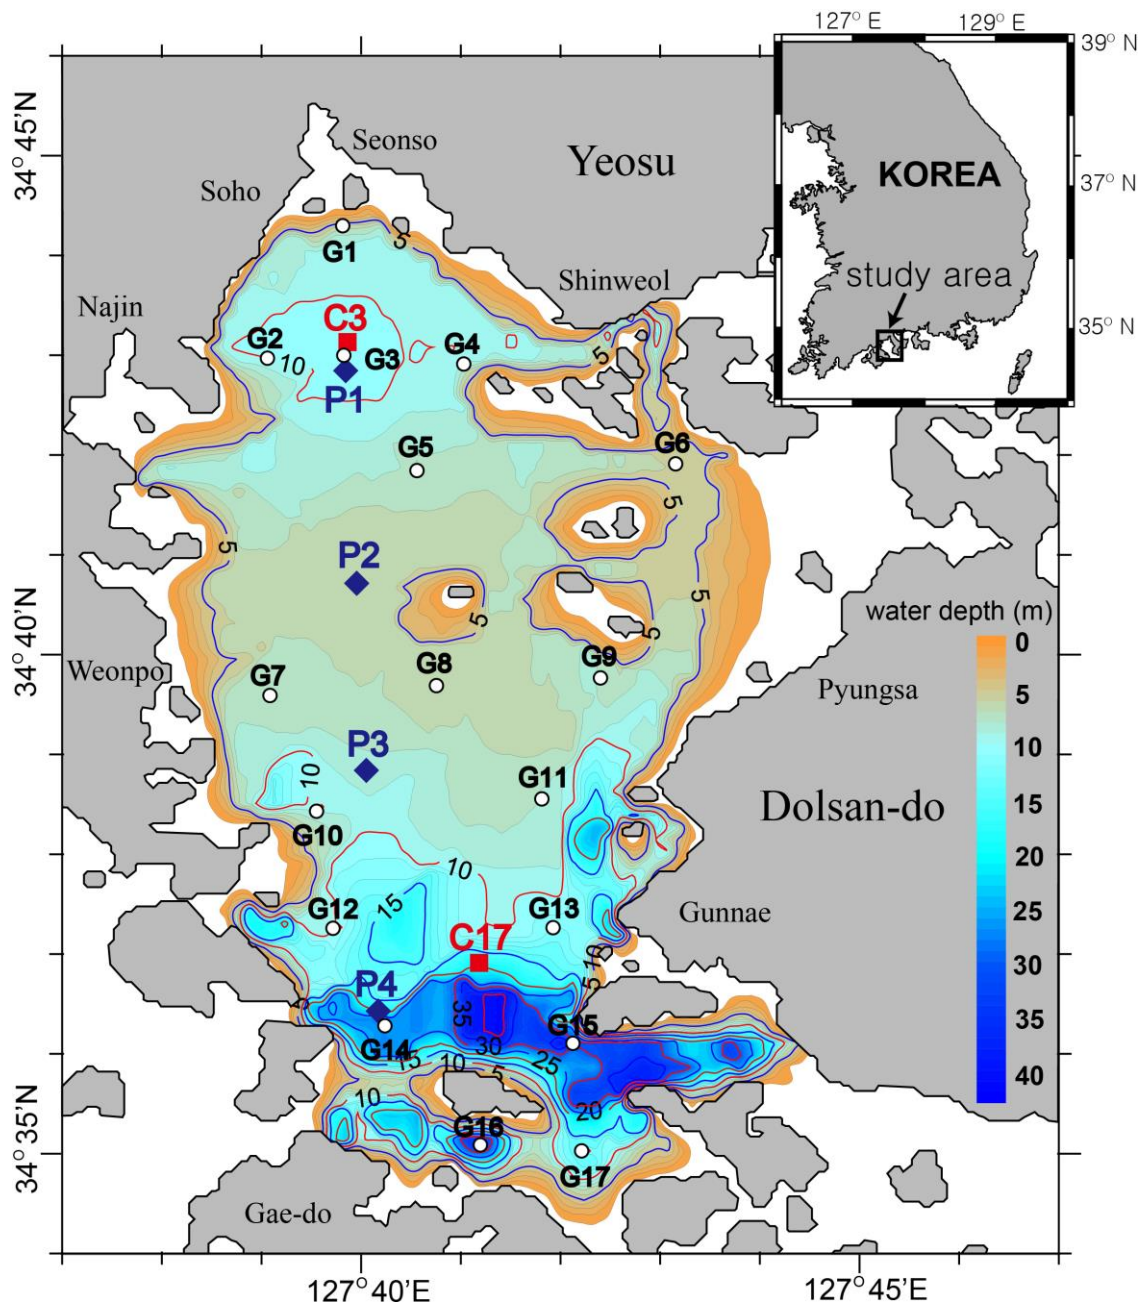 127° E
129° E
39° N
34° 45'N
Seonso
Yeosu
Soho
KOREA
37° N
5
G1
Shinweol
study area
Najin
C3
G2
G3
G4
10
5
35° N
P1
G5
G6
5
5
P2
5
5
5
water depth (m)
0
34° 40'N
Weonpo
G7
G8
G9
Pyungsa
5
P3
10
10
G11
15
Dolsan-do
G10
20
10
15
G12
G13
Gunnae
25
C17
10
30
P4
5
5
35
35
G15
G14
30
40
15
10
25
5
10
20
34° 35'N
G16
G17
Gae-do
127° 40'E
127° 45'E